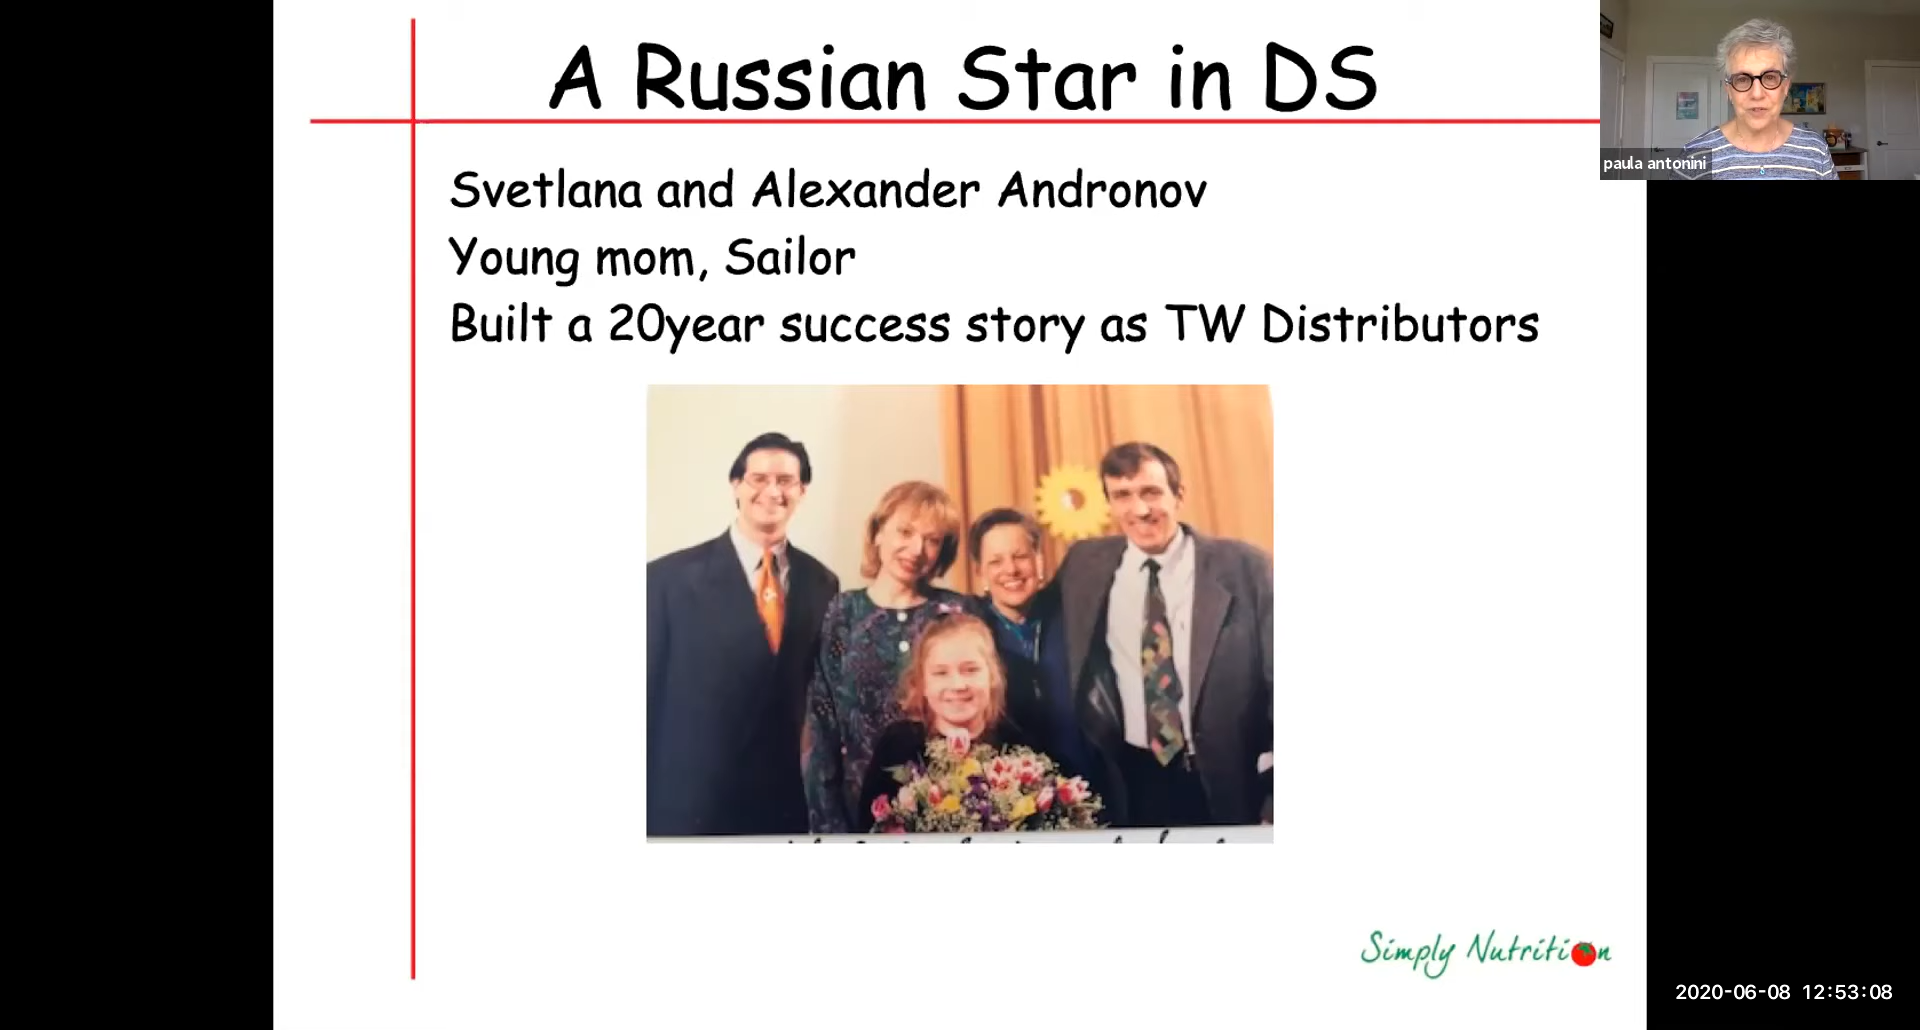 A Russian Star in DS
paula antonini
Svetlana and Alexander Andronov
Young mom, Sailor
Built a 20year success story as TW Distributors
Simply Nutrition
2020-06-08 12:53:08